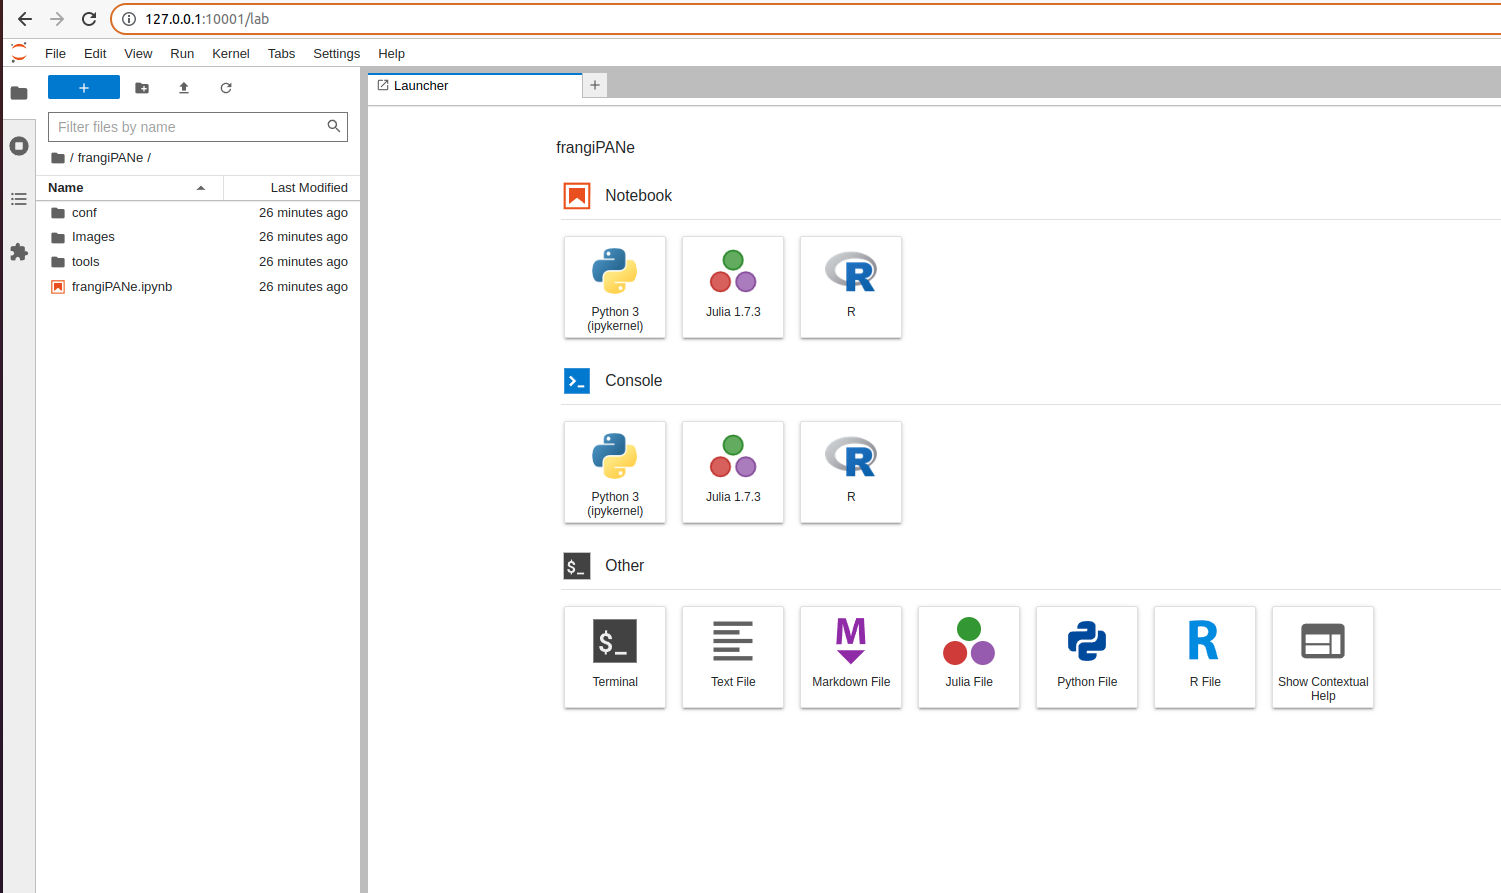 127.0.0.1:10001/lab
File Edit View Run Kernel Tabs Settings Help
Filter files by name
/ frangiPANe /
Name Last Modified
conf 26 minutes ago
Images 26 minutes ago
tools 26 minutes ago
frangiPANe.ipynb 26 minutes ago
Launcher
frangiPANe
Notebook
Python 3
(ipykernel)
Julia 1.7.3
R
Console
Python 3
(ipykernel)
Julia 1.7.3
R
$_
Other
$_
Terminal
Text File
M
Markdown File
Julia File
Python File
R
R File
Show Contextual
Help